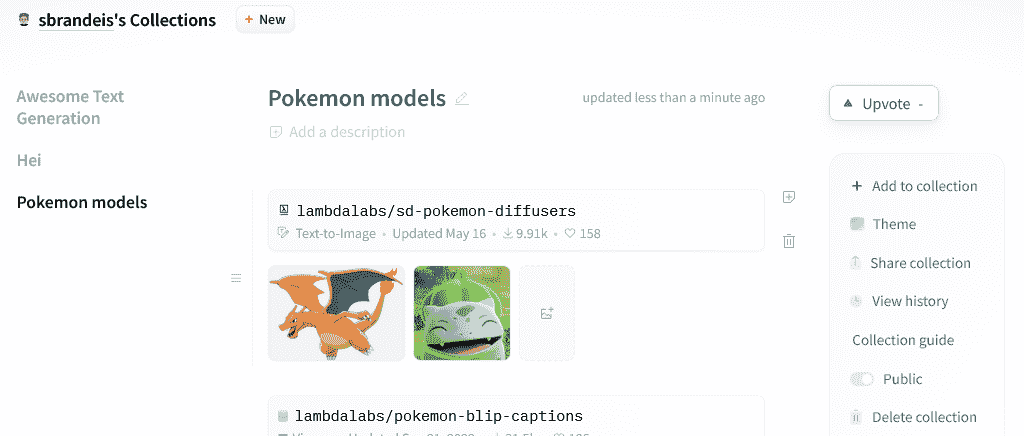 sbrandeis's Collections
+ New
Awesome Text
Generation
Hei
Pokemon models
Pokemon models
updated less than a minute ago
Add a description
lambdalabs/sd-pokemon-diffusers
Text-to-Image • Updated May 16 • 9.91k • 158
lambdalabs/pokemon-blip-captions
Upvote -
+ Add to collection
Theme
Share collection
View history
Collection guide
Public
Delete collection